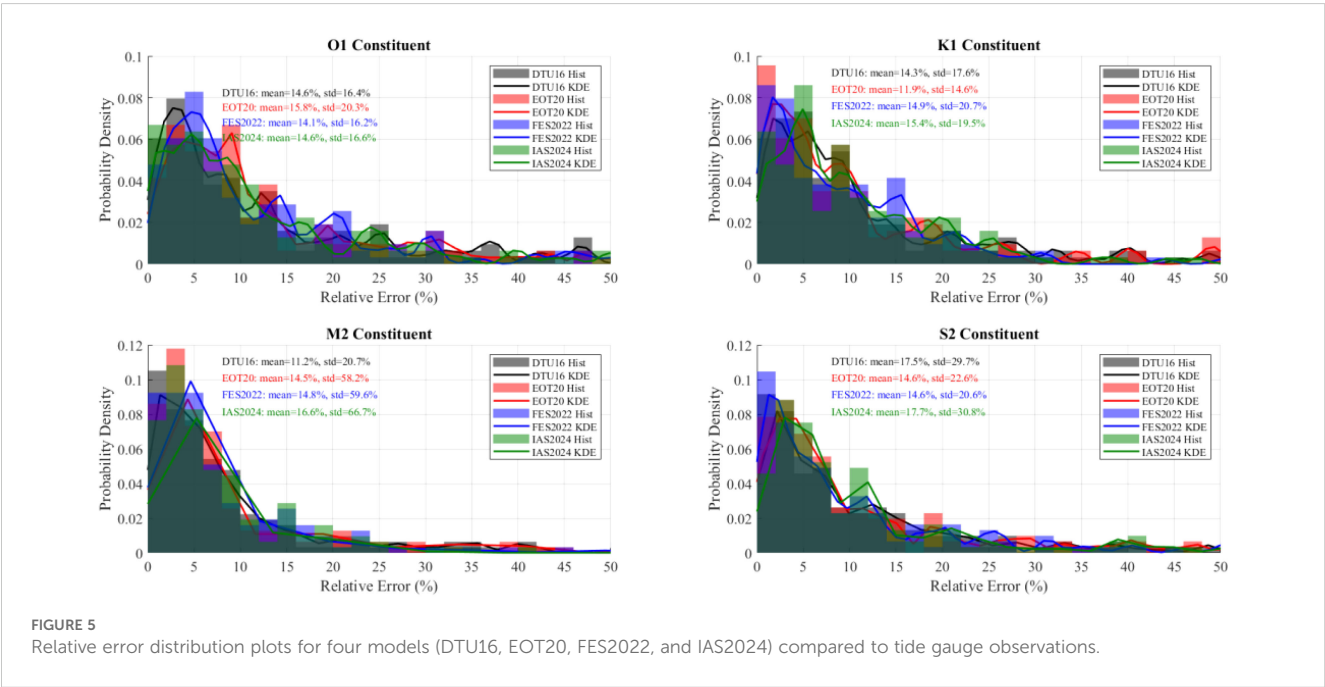 O1 Constituent
0.1
0.08
0.06
0.04
0.02
0
Probability Density
DTU16: mean=14.6%, std=16.4%
EOT20: mean=15.8%, std=20.3%
FES2022: mean=14.1%, std=16.2%
IAS2024: mean=14.6%, std=16.6%
DTU16 Hist
DTU16 KDE
EOT20 Hist
EOT20 KDE
FES2022 Hist
FES2022 KDE
IAS2024 Hist
IAS2024 KDE
0 5 10 15 20 25 30 35 40 45 50
Relative Error (%)
K1 Constituent
0.1
0.08
0.06
0.04
0.02
0
Probability Density
DTU16: mean=14.3%, std=17.6%
EOT20: mean=11.9%, std=14.6%
FES2022: mean=14.9%, std=20.7%
IAS2024: mean=15.4%, std=19.5%
DTU16 Hist
DTU16 KDE
EOT20 Hist
EOT20 KDE
FES2022 Hist
FES2022 KDE
IAS2024 Hist
IAS2024 KDE
0 5 10 15 20 25 30 35 40 45 50
Relative Error (%)
M2 Constituent
0.12
0.1
0.08
0.06
0.04
0.02
0
Probability Density
DTU16: mean=11.2%, std=20.7%
EOT20: mean=14.5%, std=58.2%
FES2022: mean=14.8%, std=59.6%
IAS2024: mean=16.6%, std=66.7%
DTU16 Hist
DTU16 KDE
EOT20 Hist
EOT20 KDE
FES2022 Hist
FES2022 KDE
IAS2024 Hist
IAS2024 KDE
0 5 10 15 20 25 30 35 40 45 50
Relative Error (%)
S2 Constituent
0.12
0.1
0.08
0.06
0.04
0.02
0
Probability Density
DTU16: mean=17.5%, std=29.7%
EOT20: mean=14.6%, std=22.6%
FES2022: mean=14.6%, std=20.6%
IAS2024: mean=17.7%, std=30.8%
DTU16 Hist
DTU16 KDE
EOT20 Hist
EOT20 KDE
FES2022 Hist
FES2022 KDE
IAS2024 Hist
IAS2024 KDE
0 5 10 15 20 25 30 35 40 45 50
Relative Error (%)
FIGURE 5
Relative error distribution plots for four models (DTU16, EOT20, FES2022, and IAS2024) compared to tide gauge observations.